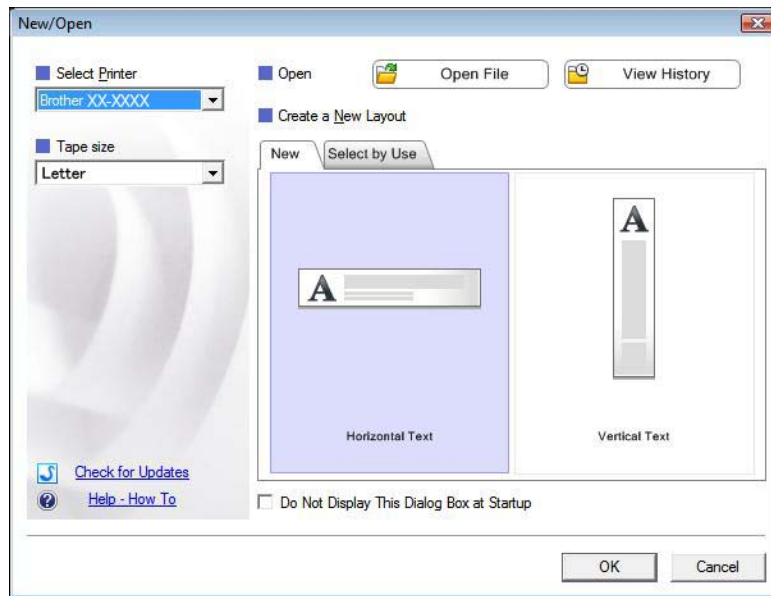 New/Open
Select Printer
Brother XX-XXXX
Tape size
Letter
Check for Updates
Help - How To
Open
Open File
View History
Create a New Layout
New
Select by Use
A
Horizontal Text
A
Vertical Text
Do Not Display This Dialog Box at Startup
OK
Cancel